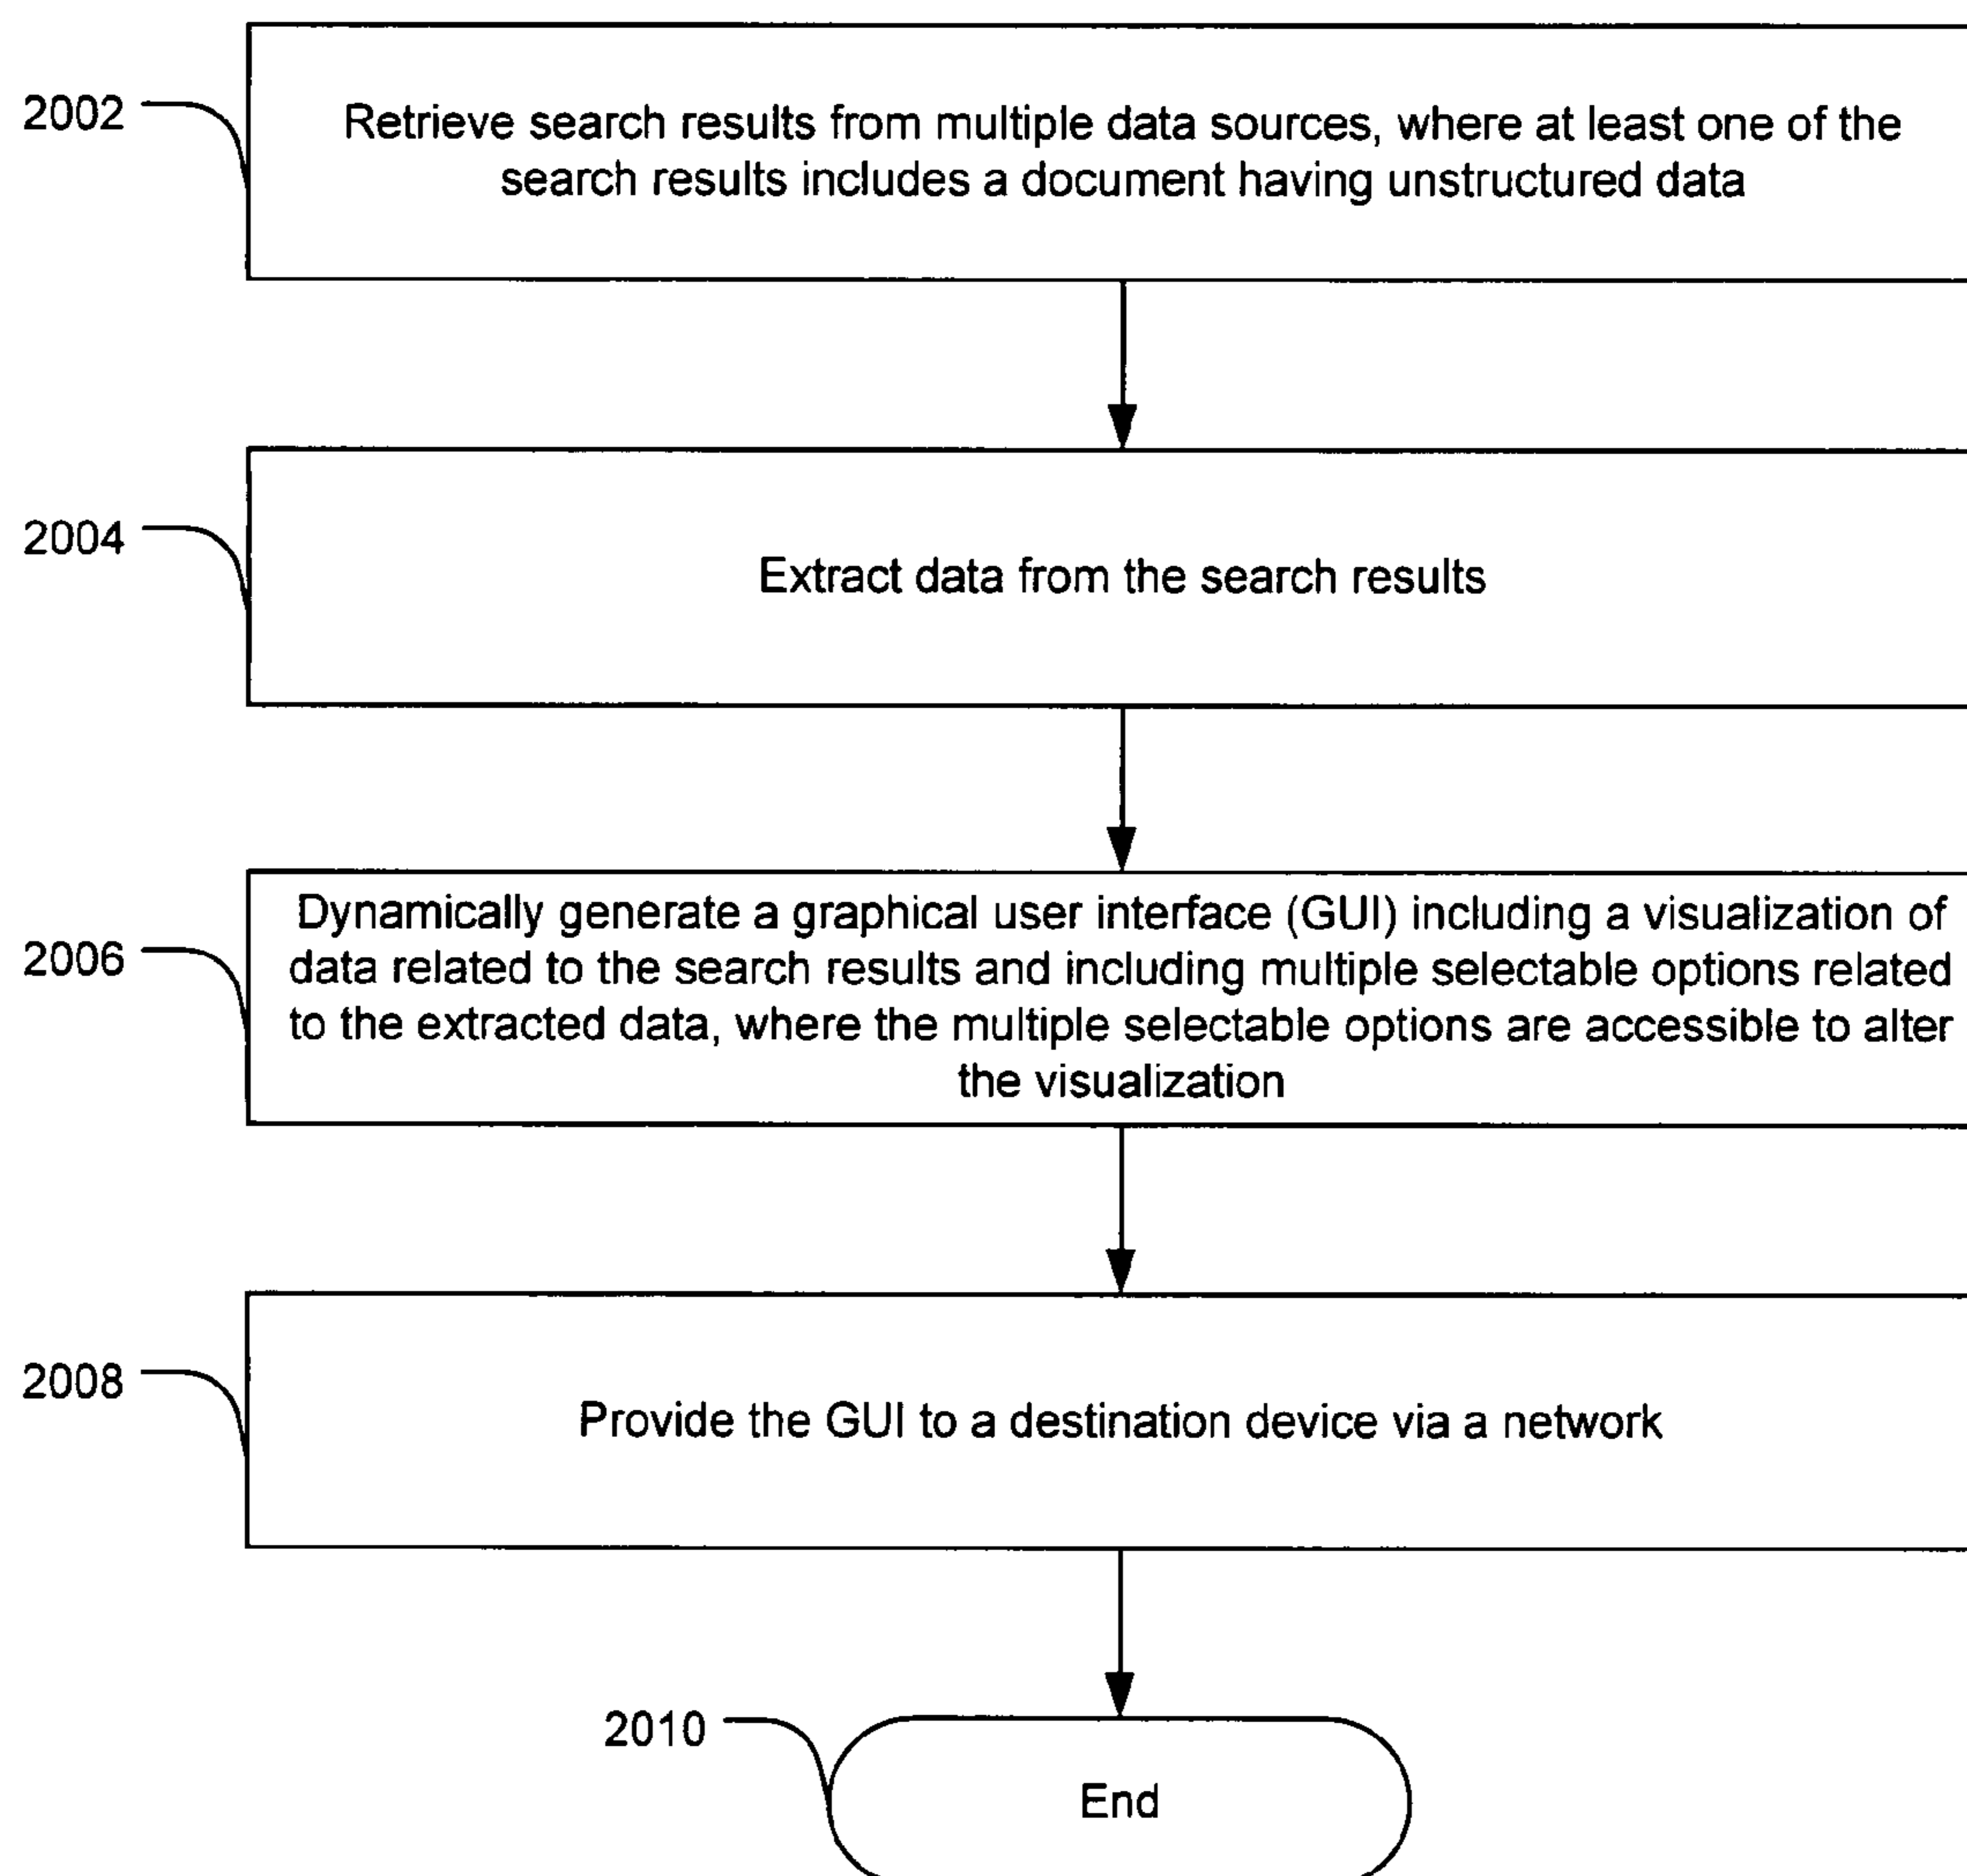 2002
Retrieve search results from multiple data sources, where at least one of the
search results includes a document having unstructured data
2004
Extract data from the search results
2006
Dynamically generate a graphical user interface (GUI) including a visualization of
data related to the search results and including multiple selectable options related
to the extracted data, where the multiple selectable options are accessible to alter
the visualization
2008
Provide the GUI to a destination device via a network
2010
End